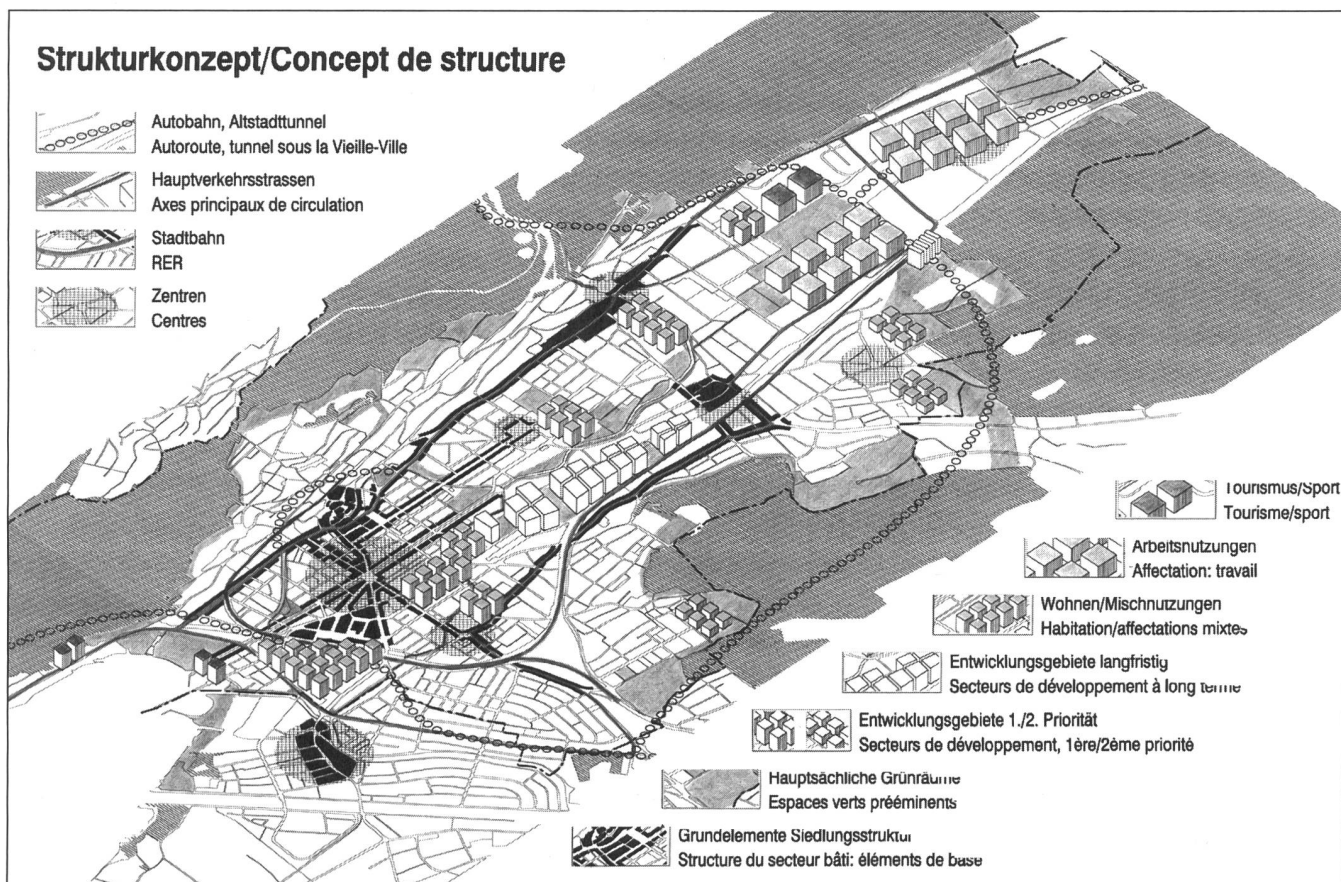 Strukturkonzept/Concept de structure
Autobahn, Altstadttunnel
Autoroute, tunnel sous la Vieille-Ville
Hauptverkehrsstrassen
Axes principaux de circulation
Stadtbahn
RER
Zentren
Centres
Tourismus/Sport
Tourisme/sport
Arbeitsnutzungen
Affectation: travail
Wohnen/Mischnutzungen
Habitation/affectations mixtes
Entwicklungsgebiete langfristig
Secteurs de développement à long terme
Entwicklungsgebiete 1./2. Priorität
Secteurs de développement, 1ère/2ème priorité
Hauptsächliche Grünräume
Espaces verts prééminents
Grundelemente Siedlungsstruktur
Structure du secteur bâti: éléments de base